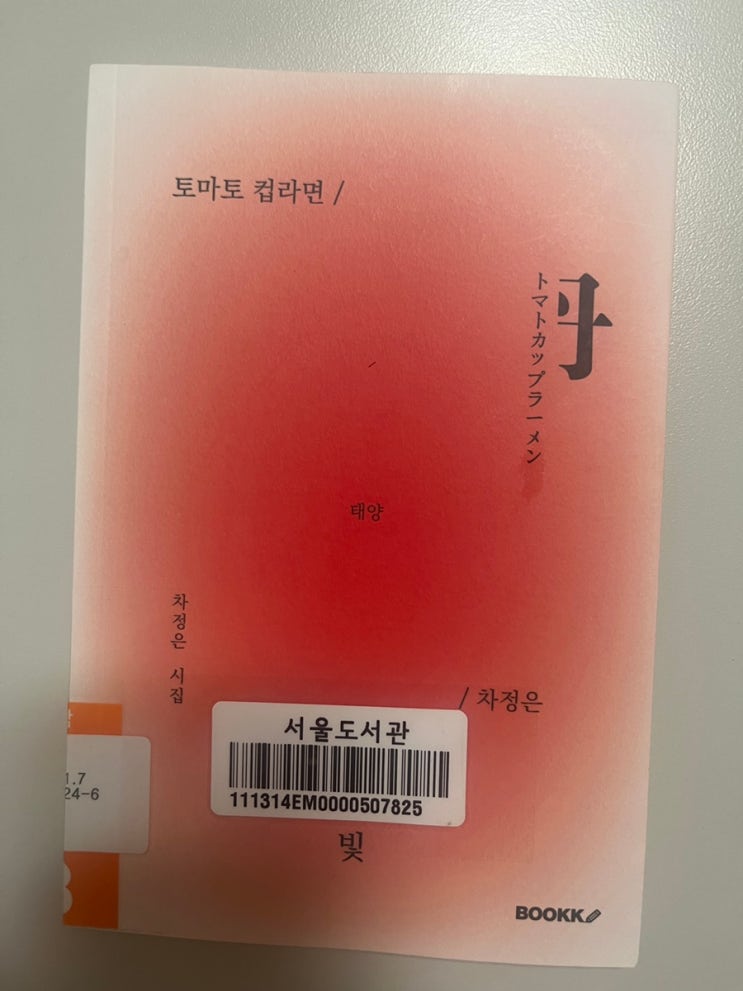 토마토 컵라면 /
トマトカップラーメン
태양
차정은 시집
/ 차정은
서울도서관
111314EM0000507825
1.7
24-6
빛
BOOKK